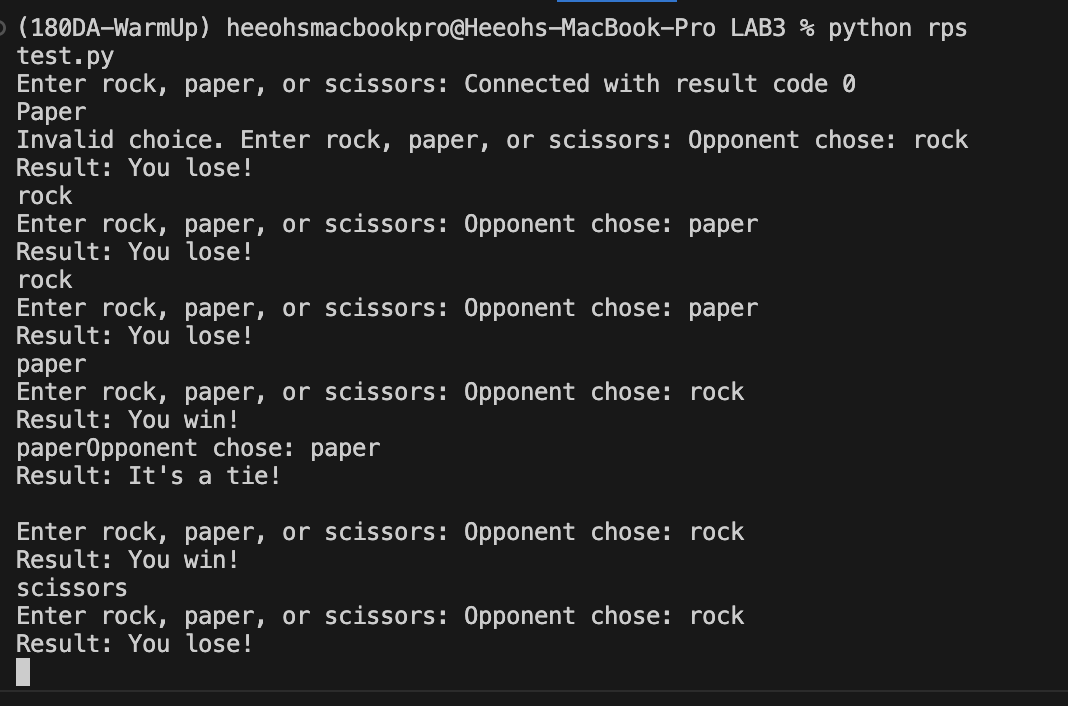 (180DA-WarmUp) heeohsmacbookpro@Heeohs-MacBook-Pro LAB3 % python rps
test.py
Enter rock, paper, or scissors: Connected with result code 0
Paper
Invalid choice. Enter rock, paper, or scissors: Opponent chose: rock
Result: You lose!
rock
Enter rock, paper, or scissors: Opponent chose: paper
Result: You lose!
rock
Enter rock, paper, or scissors: Opponent chose: paper
Result: You lose!
paper
Enter rock, paper, or scissors: Opponent chose: rock
Result: You win!
paperOpponent chose: paper
Result: It's a tie!
Enter rock, paper, or scissors: Opponent chose: rock
Result: You win!
scissors
Enter rock, paper, or scissors: Opponent chose: rock
Result: You lose!